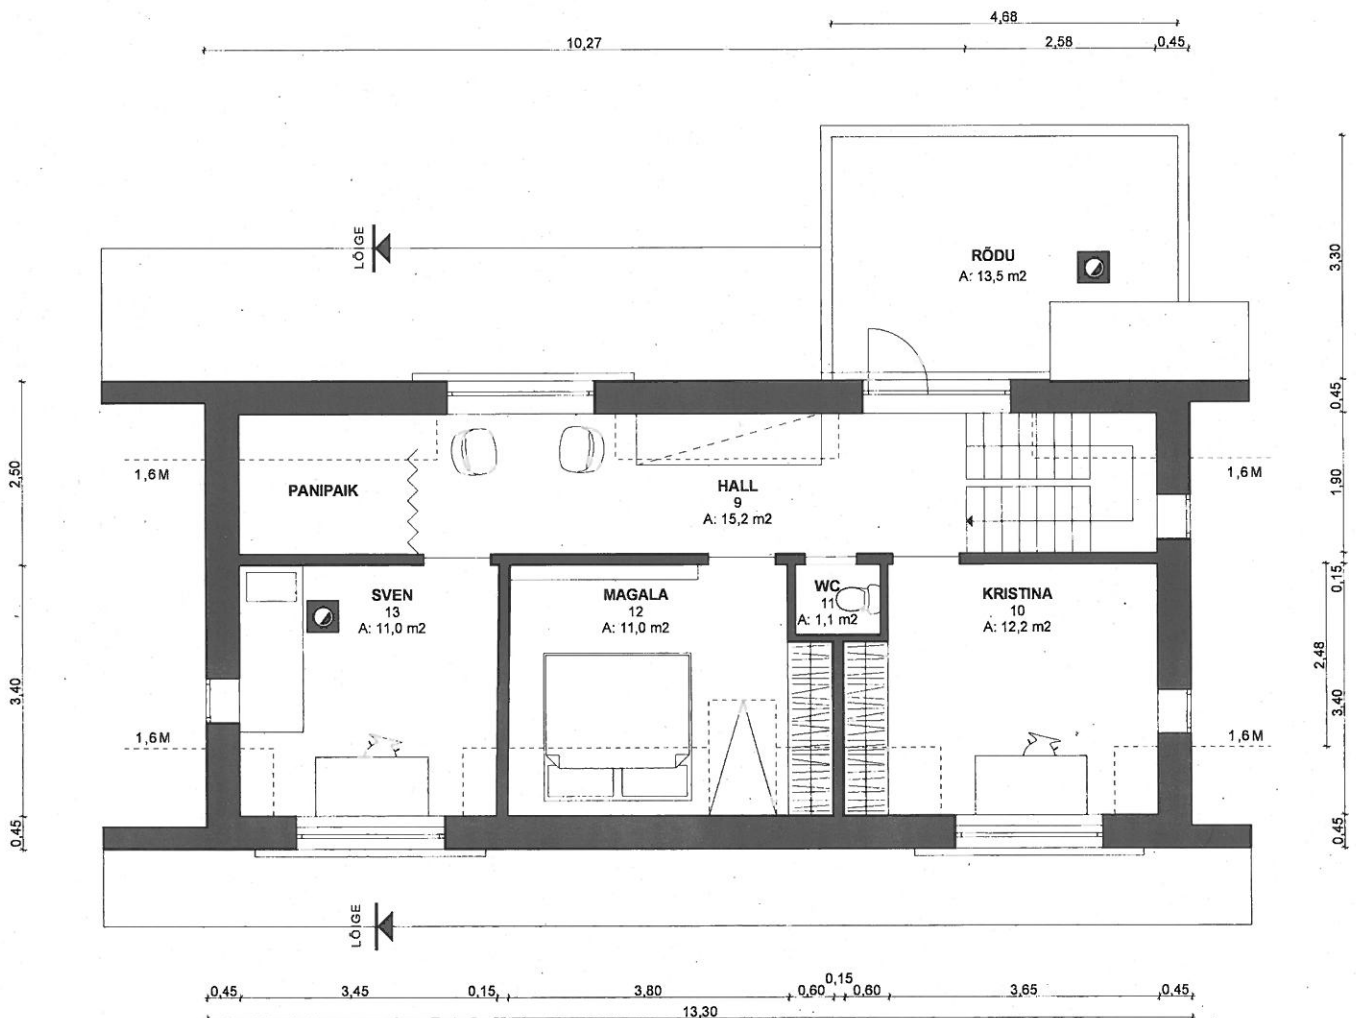 4,68
10,27
2,58
0,45
LÕIGE
RÕDU
A: 13,5 m2
3,30
0,45
2,50
1,6M
PANIPAIK
HALL
9
A: 15,2 m2
1,6M
1,90
0,15
SVEN
13
A: 11,0 m2
MAGALA
12
A: 11,0 m2
WC
11
A: 1,1 m2
KRISTINA
10
A: 12,2 m2
2,48
3,40
3,40
1,6M
1,6M
0,45
0,45
LÕIGE
0,45
3,45
0,15
3,80
0,60
0,15
0,60
3,65
0,45
13,30